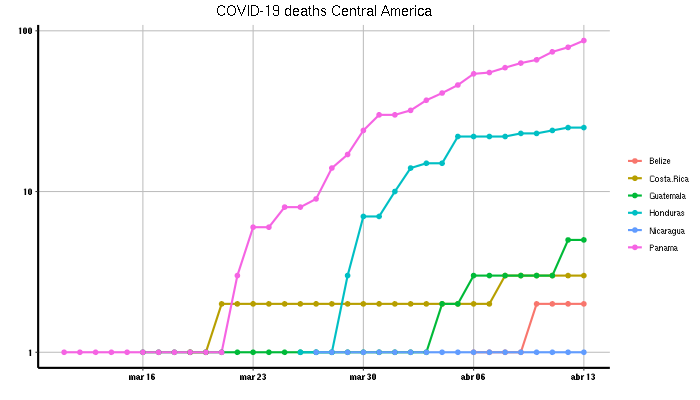 COVID-19 deaths Central America
100
10
1
mar 16
mar 23
mar 30
abr 06
abr 13
Belize
Costa.Rica
Guatemala
Honduras
Nicaragua
Panama